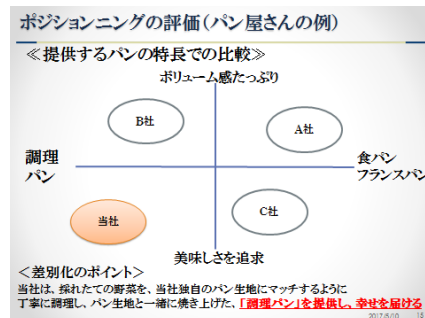 ポジショニングの評価（パン屋さんの例）
≪提供するパンの特長での比較≫
ボリューム感たっぷり
B社
A社
調理
パン
食パン
フランスパン
当社
C社
美味しさを追求
＜差別化のポイント＞
当社は、採れたての野菜を、当社独自のパン生地にマッチするように
丁寧に調理し、パン生地と一緒に焼き上げた、「調理パン」を提供し、幸せを届ける
2017/5/10 15